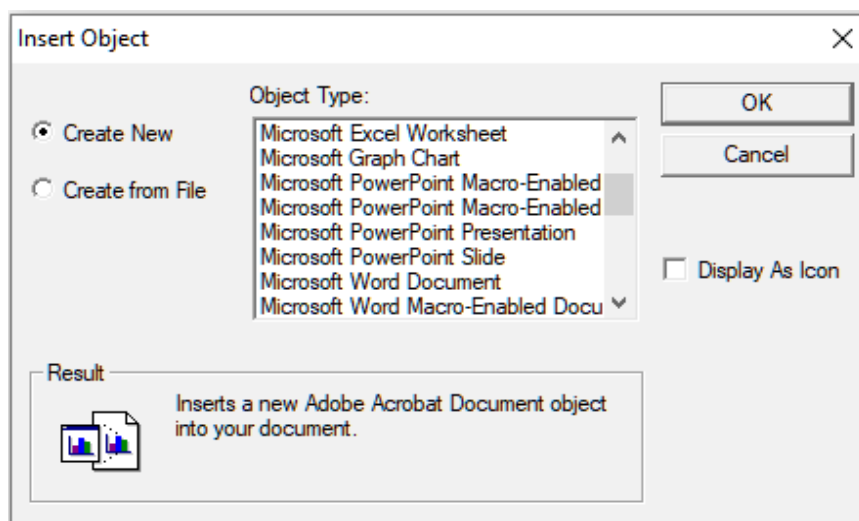 Insert Object
Object Type:
Create New
Create from File
Microsoft Excel Worksheet
Microsoft Graph Chart
Microsoft PowerPoint Macro-Enabled
Microsoft PowerPoint Macro-Enabled
Microsoft PowerPoint Presentation
Microsoft PowerPoint Slide
Microsoft Word Document
Microsoft Word Macro-Enabled Docu
OK
Cancel
Display As Icon
Result
Inserts a new Adobe Acrobat Document object
into your document.